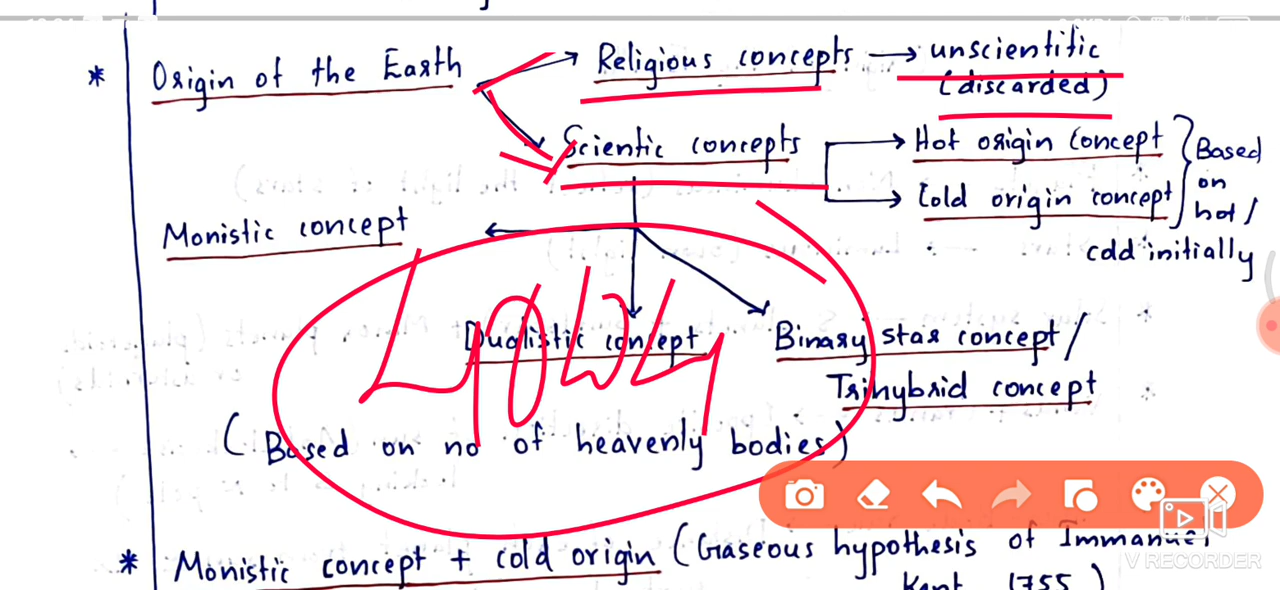 * Origin of the Earth
Religious concepts → unscientific
(discarded)
Scientic concepts
Hot origin Concept
Cold origin concept
Based
on
hot/
cold initially
Monistic concept
Dualistic concept
Binary star concept/
Trihybrid concept
(Based on no of heavenly bodies)
* Monistic concept + cold origin (Gaseous hypothesis of Immanuel
Kant 1755)
V RECORDER